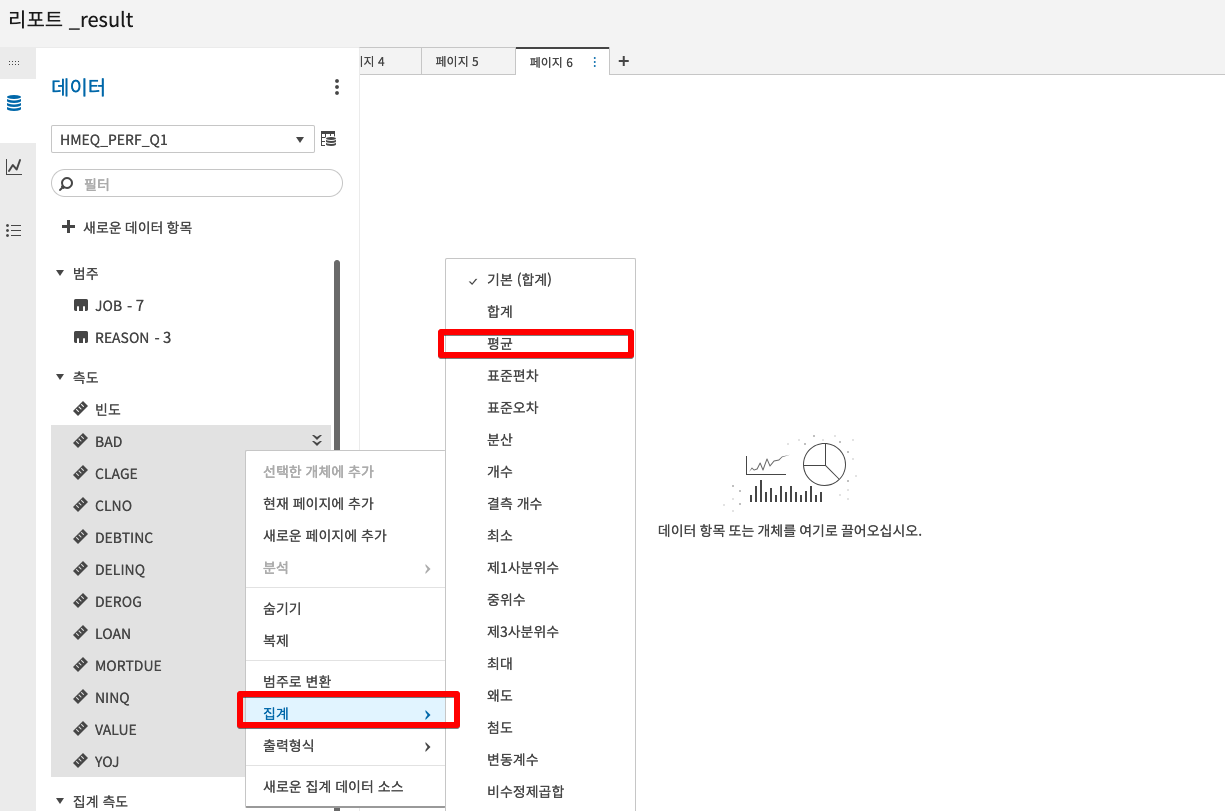 리포트 _result
지 4
페이지 5
페이지 6
데이터
HMEQ_PERF_Q1
필터
새로운 데이터 항목
범주
JOB - 7
REASON - 3
측도
빈도
BAD
CLAGE
CLNO
DEBTINC
DELINQ
DEROG
LOAN
MORTDUE
NINQ
VALUE
YOJ
집계 측도
선택한 개체에 추가
현재 페이지에 추가
새로운 페이지에 추가
분석
숨기기
복제
범주로 변환
집계
출력형식
새로운 집계 데이터 소스
기본 (합계)
합계
평균
표준편차
표준오차
분산
개수
결측 개수
최소
제1사분위수
중위수
제3사분위수
최대
왜도
첨도
변동계수
비수정제곱합
데이터 항목 또는 개체를 여기로 끌어오십시오.